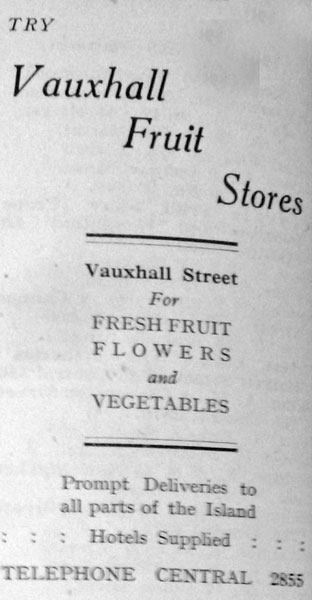 TRY
Vauxhall
Fruit
Stores
Vauxhall Street
For
FRESH FRUIT
FLOWERS
and
VEGETABLES
Prompt Deliveries to
all parts of the Island
: : : Hotels Supplied : : :
TELEPHONE CENTRAL 2855